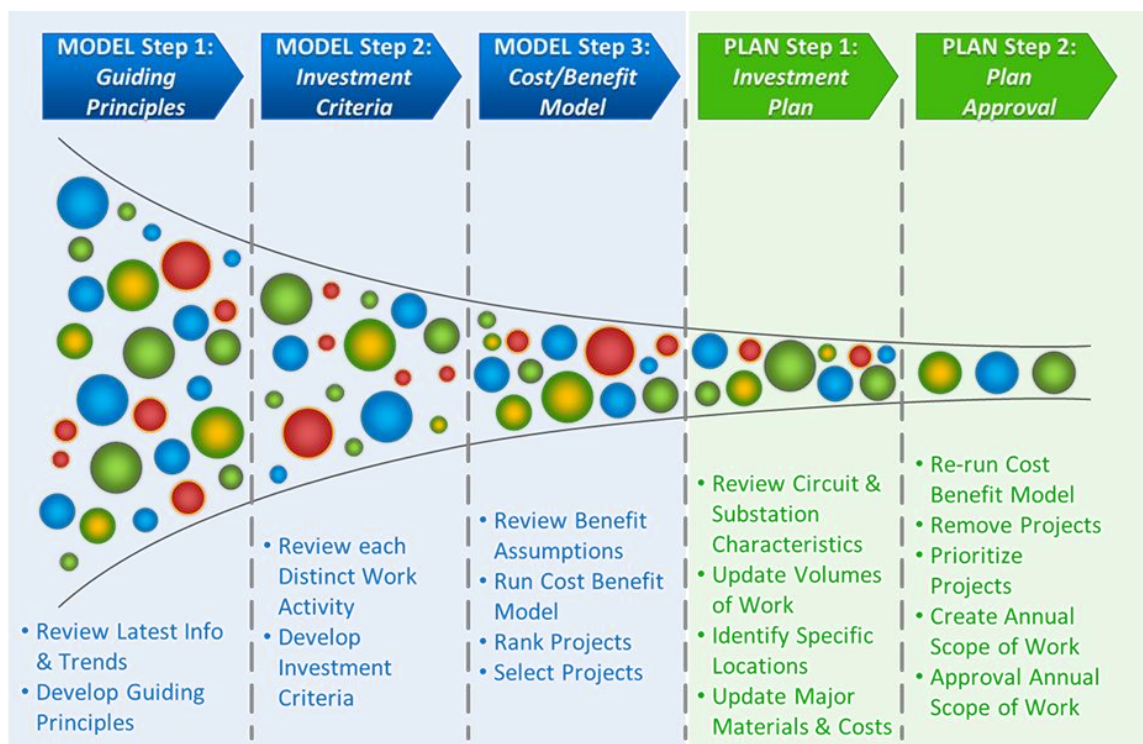 MODEL Step 1:
Guiding
Principles
MODEL Step 2:
Investment
Criteria
MODEL Step 3:
Cost/Benefit
Model
PLAN Step 1:
Investment
Plan
PLAN Step 2:
Plan
Approval
• Review Latest Info
& Trends
• Develop Guiding
Principles
• Review each
Distinct Work
Activity
• Develop
Investment
Criteria
• Review Benefit
Assumptions
• Run Cost Benefit
Model
• Rank Projects
• Select Projects
• Review Circuit &
Substation
Characteristics
• Update Volumes
of Work
• Identify Specific
Locations
• Update Major
Materials & Costs
• Re-run Cost
Benefit Model
• Remove Projects
• Prioritize
Projects
• Create Annual
Scope of Work
• Approval Annual
Scope of Work